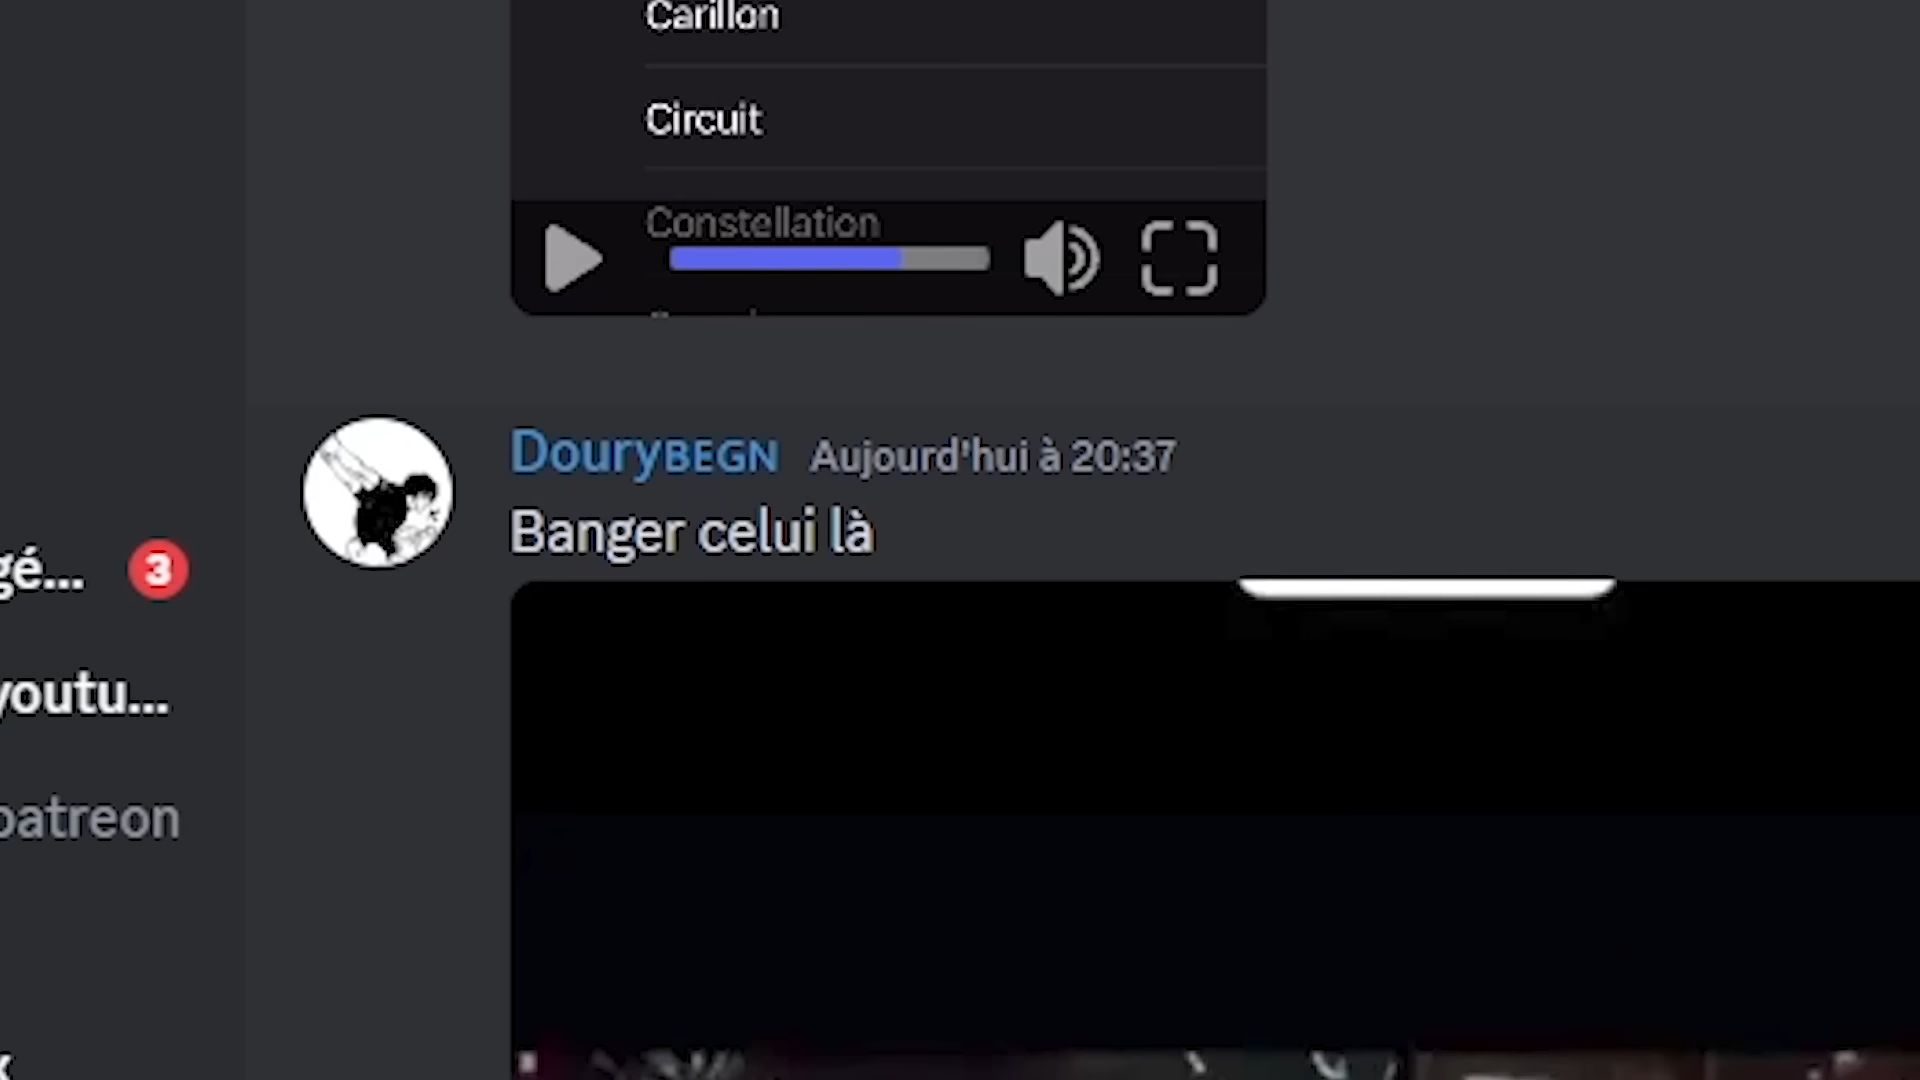 Carillon
Circuit
Constellation
DouryBEGN Aujourd'hui à 20:37
Banger celui là
gé... 3
youtu...
patreon